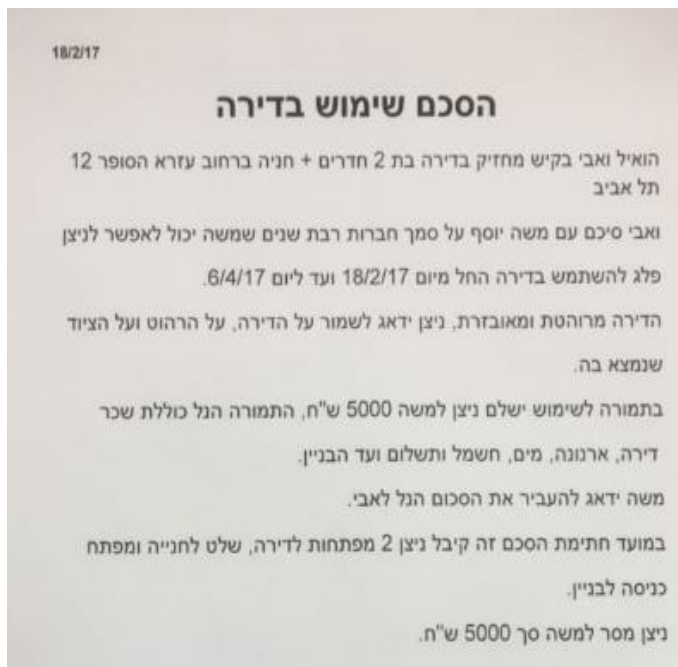 18/2/17
הסכם שימוש בדירה
הואיל ואבי בקיש מחזיק בדירה בת 2 חדרים + חניה ברחוב עזרא הסופר 12
תל אביב
ואבי סיכם עם משה יוסף על סמך חברות רבת שנים שמשה יכול לאפשר לניצן
פלג להשתמש בדירה החל מיום 18/2/17 ועד ליום 6/4/17.
הדירה מרוהטת ומאובזרת, ניצן ידאג לשמור על הדירה, על הרהוט ועל הציוד
שנמצא בה.
בתמורה לשימוש ישלם ניצן למשה 5000 ש"ח, התמורה הנל כוללת שכר
דירה, ארנונה, מים, חשמל ותשלום ועד הבניין.
משה ידאג להעביר את הסכום הנל לאבי.
במועד חתימת הסכם זה קיבל ניצן 2 מפתחות לדירה, שלט לחנייה ומפתח
כניסה לבניין.
ניצן מסר למשה סך 5000 ש"ח.